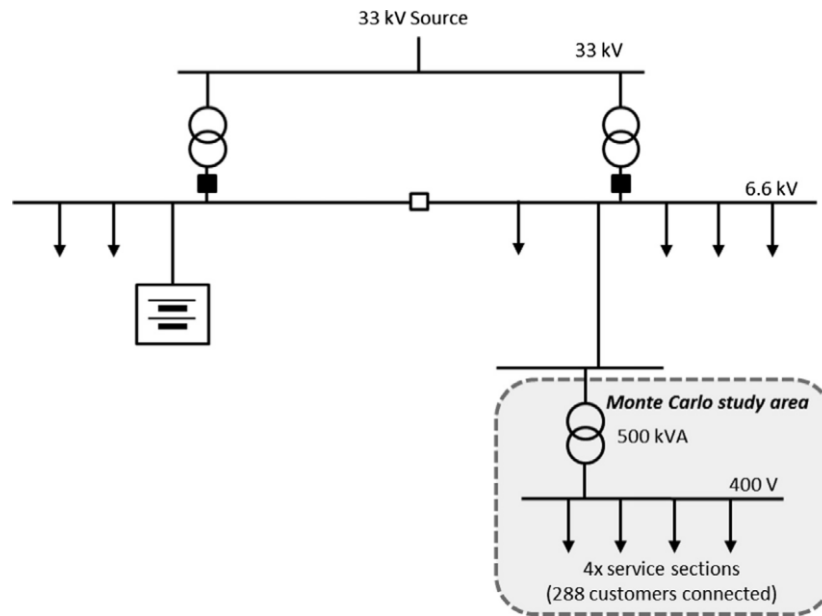 33 kV Source
33 kV
6.6 kV
Monte Carlo study area
500 kVA
400 V
4x service sections
(288 customers connected)